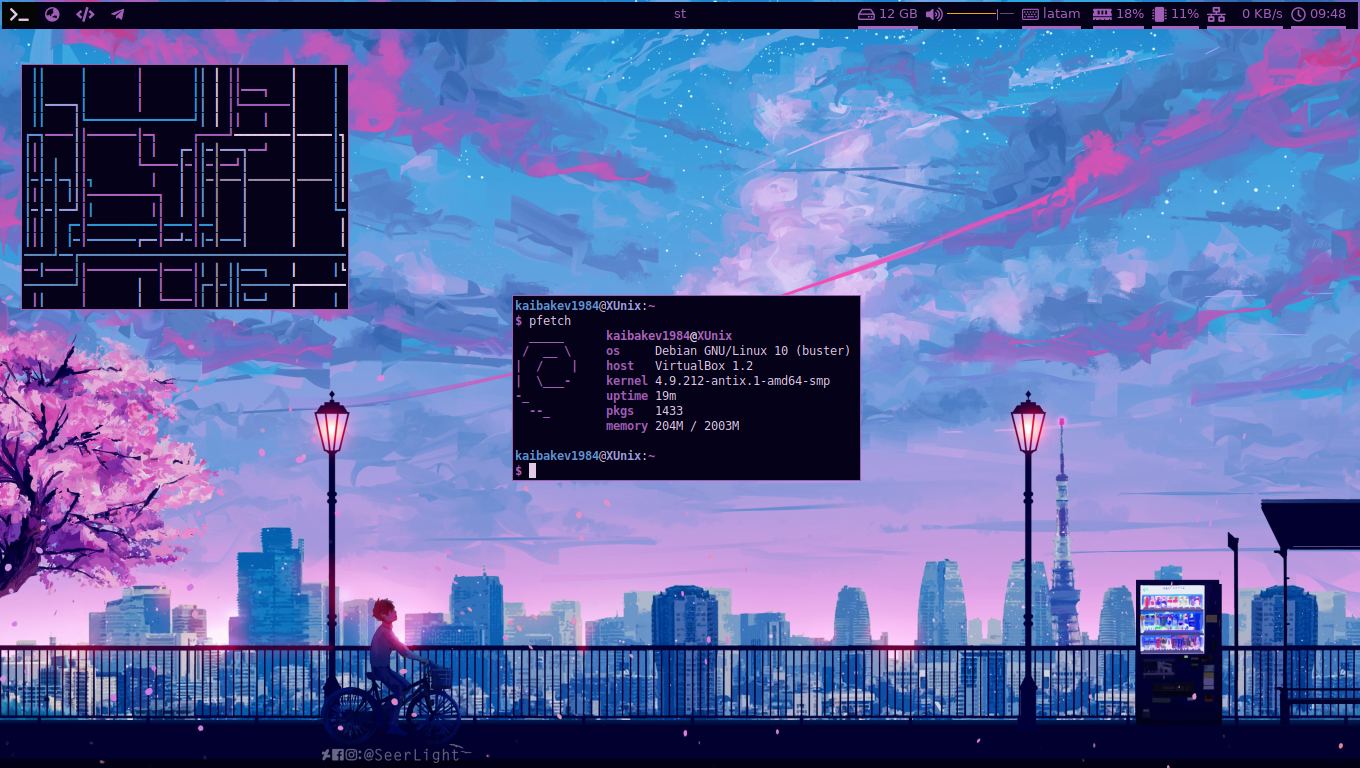 st
12 GB
latam
18%
11%
0 KB/s
09:48
kaibakev1984@XUnix:~
$ pfetch
kaibakev1984@XUnix
os Debian GNU/Linux 10 (buster)
host VirtualBox 1.2
kernel 4.9.212-antix.1-amd64-smp
uptime 19m
pkgs 1433
memory 204M / 2003M
kaibakev1984@XUnix:~
$
:@SeerLight